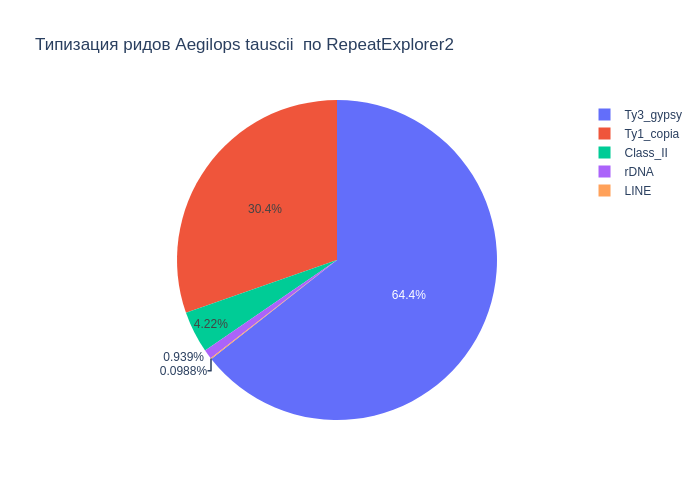 Типизация ридов Aegilops tauscii по RepeatExplorer2
Ty3_gypsy
Ty1_copia
Class_II
rDNA
LINE
30.4%
64.4%
4.22%
0.939%
0.0988%